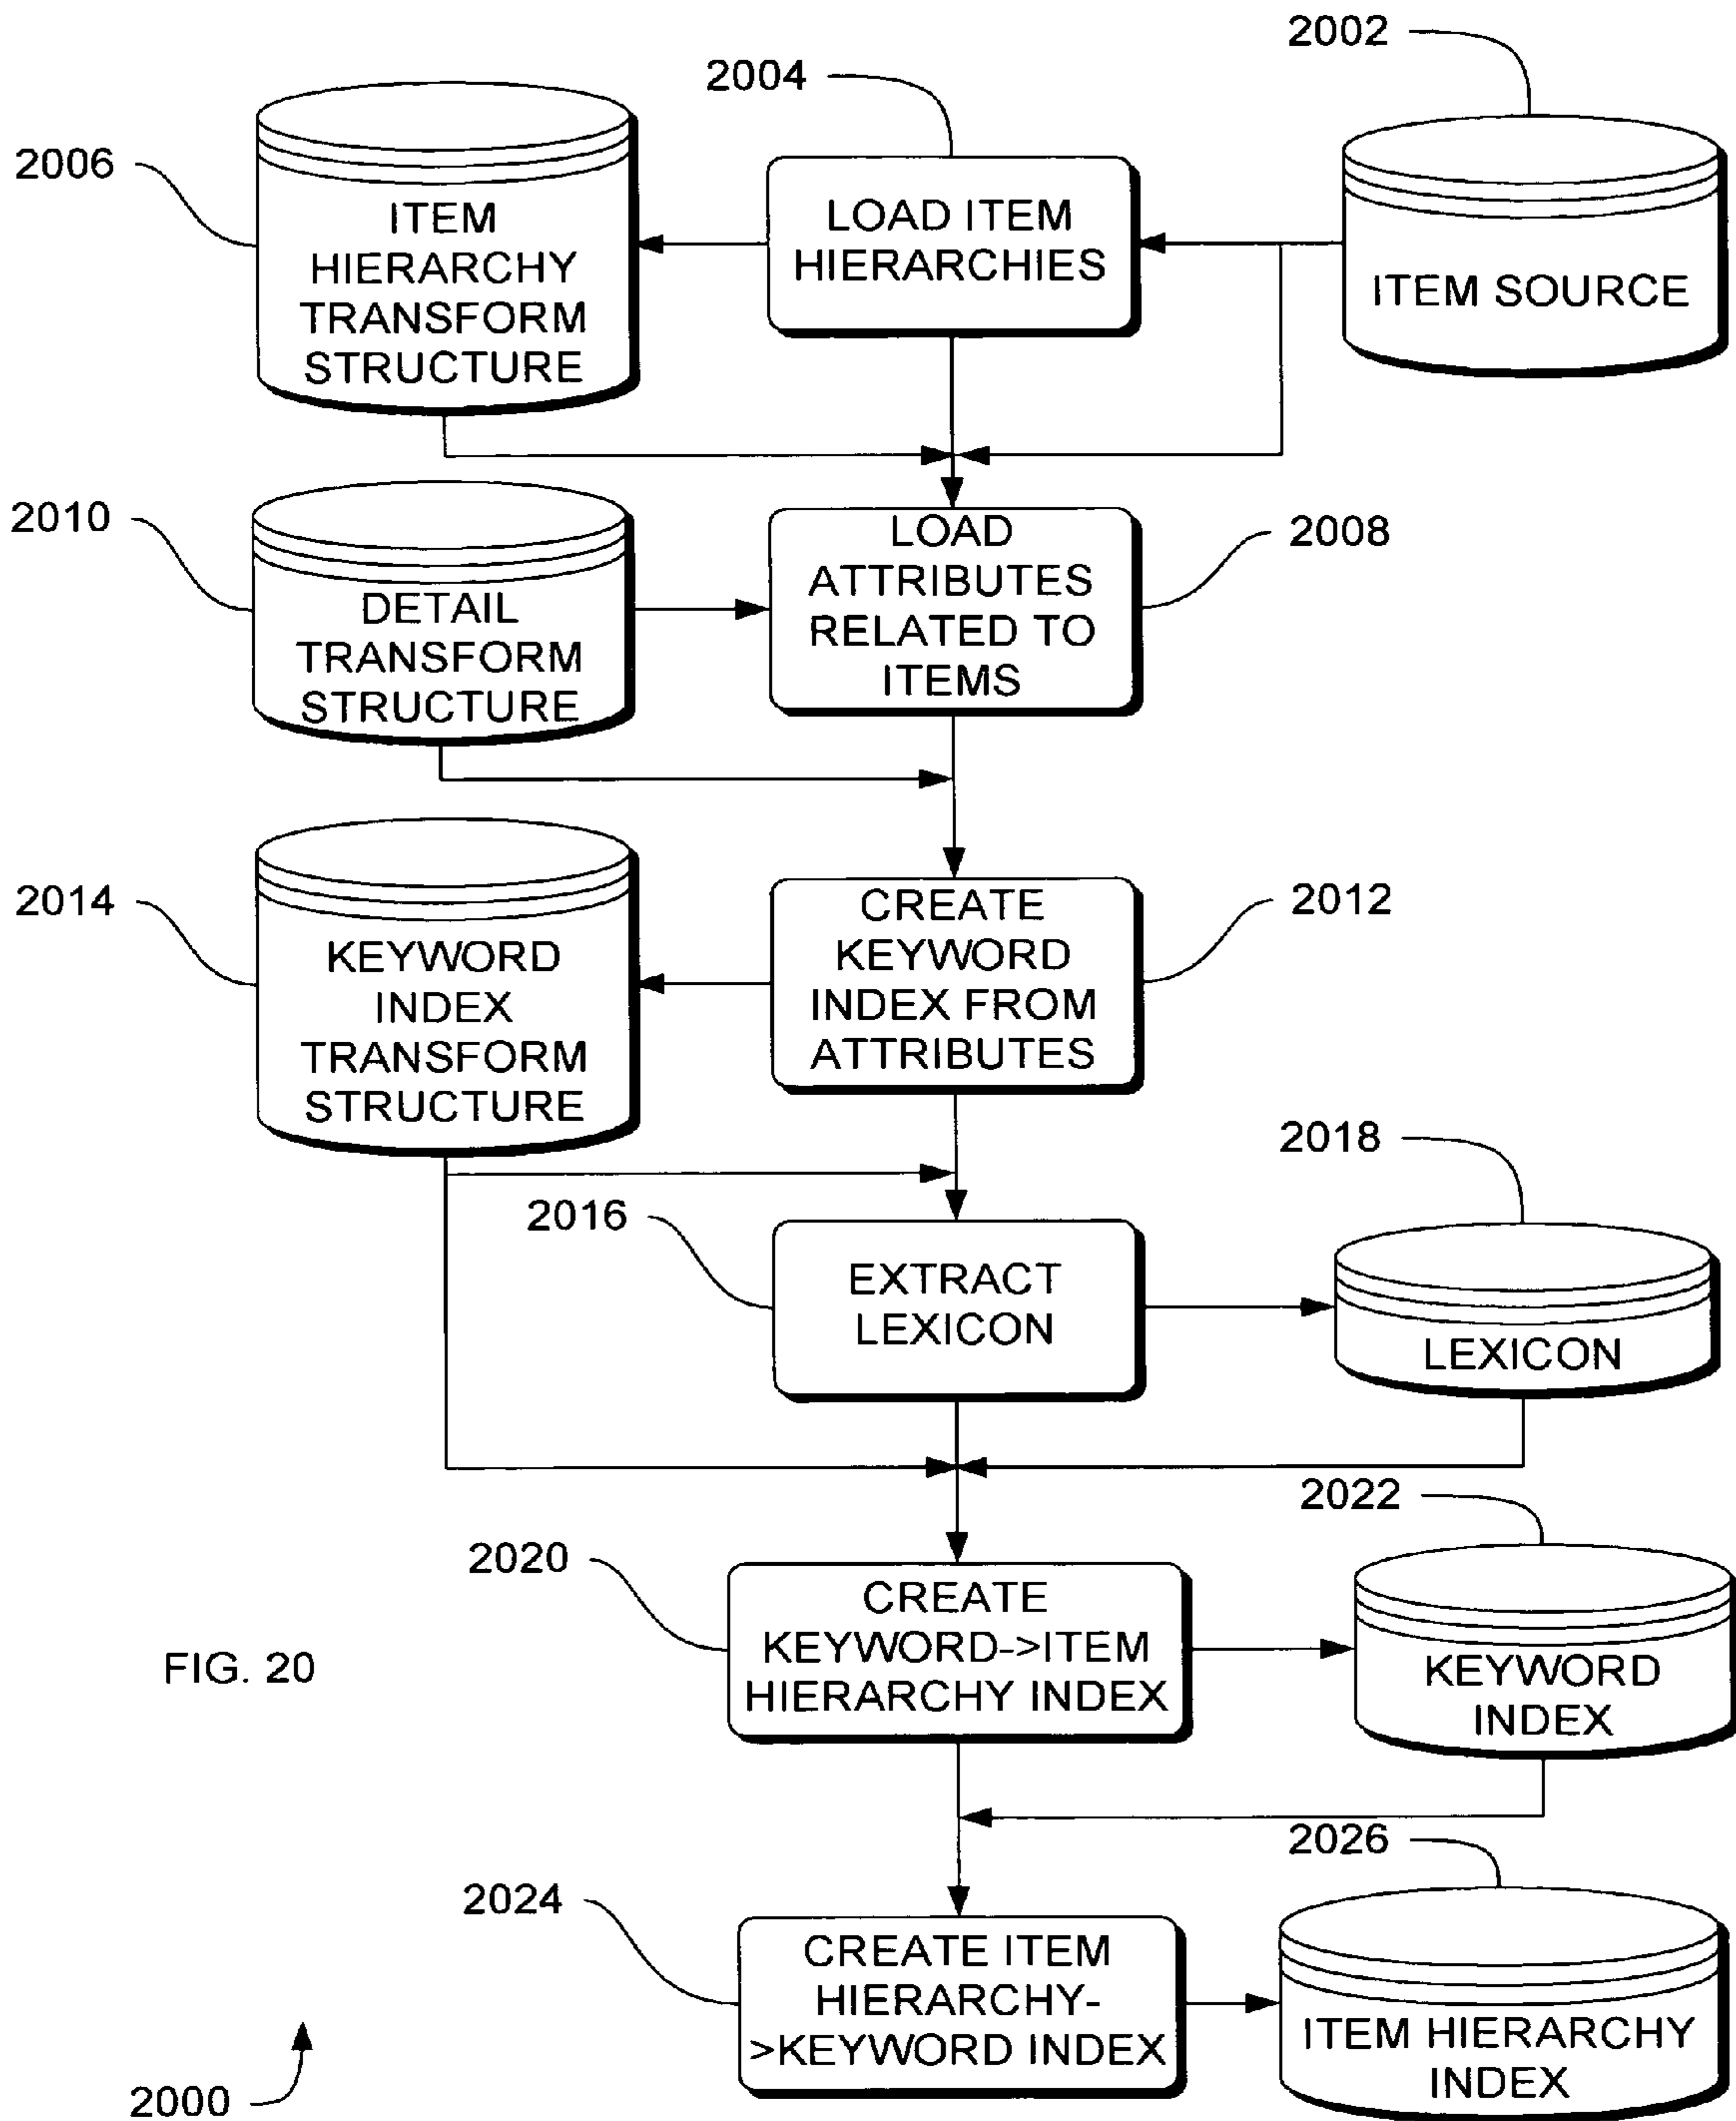 2002
2004
2006
ITEM
HIERARCHY
TRANSFORM
STRUCTURE
LOAD ITEM
HIERARCHIES
ITEM SOURCE
2010
DETAIL
TRANSFORM
STRUCTURE
LOAD
ATTRIBUTES
RELATED TO
ITEMS
2008
2014
KEYWORD
INDEX
TRANSFORM
STRUCTURE
CREATE
KEYWORD
INDEX FROM
ATTRIBUTES
2012
2018
2016
EXTRACT
LEXICON
LEXICON
2022
2020
CREATE
KEYWORD->ITEM
HIERARCHY INDEX
KEYWORD
INDEX
FIG. 20
2026
2024
CREATE ITEM
HIERARCHY-
>KEYWORD INDEX
ITEM HIERARCHY
INDEX
2000